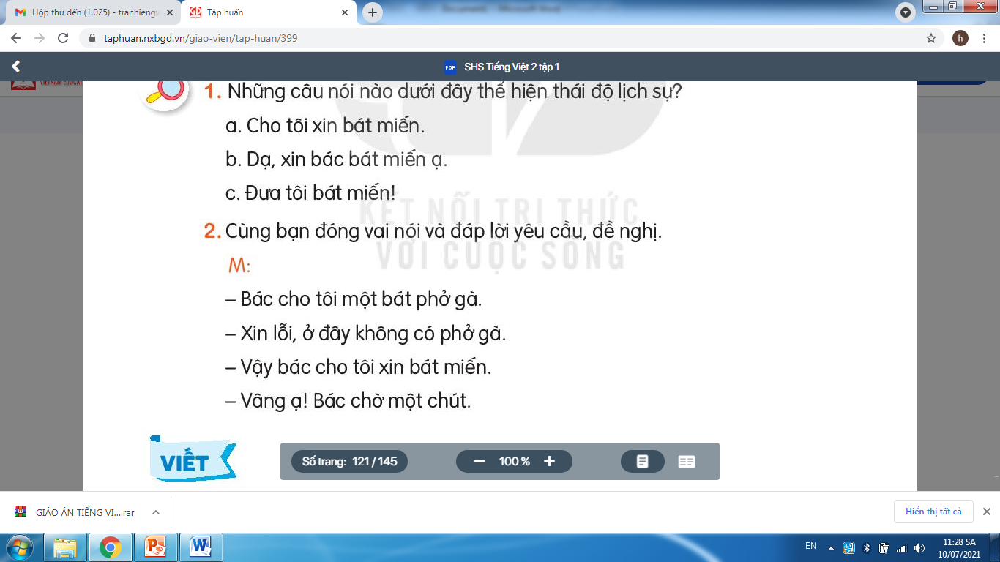 Hộp thư đến (1.025) - tranhieng
Tập huấn
taphuan.nxbgd.vn/giao-vien/tap-huan/399
h
PDF SHS Tiếng Việt 2 tập 1
1. Những câu nói nào dưới đây thể hiện thái độ lịch sự?
a. Cho tôi xin bát miến.
b. Dạ, xin bác bát miến ạ.
c. Đưa tôi bát miến!
KẾT NỐI TRI THỨC
2. Cùng bạn đóng vai nói và đáp lời yêu cầu, đề nghị.
VỚI CUỘC SỐNG
M:
– Bác cho tôi một bát phở gà.
– Xin lỗi, ở đây không có phở gà.
– Vậy bác cho tôi xin bát miến.
– Vâng ạ! Bác chờ một chút.
VIẾT
Số trang: 121 / 145
100 %
GIÁO ÁN TIẾNG VI....rar
Hiển thị tất cả
EN
11:28 SA
10/07/2021